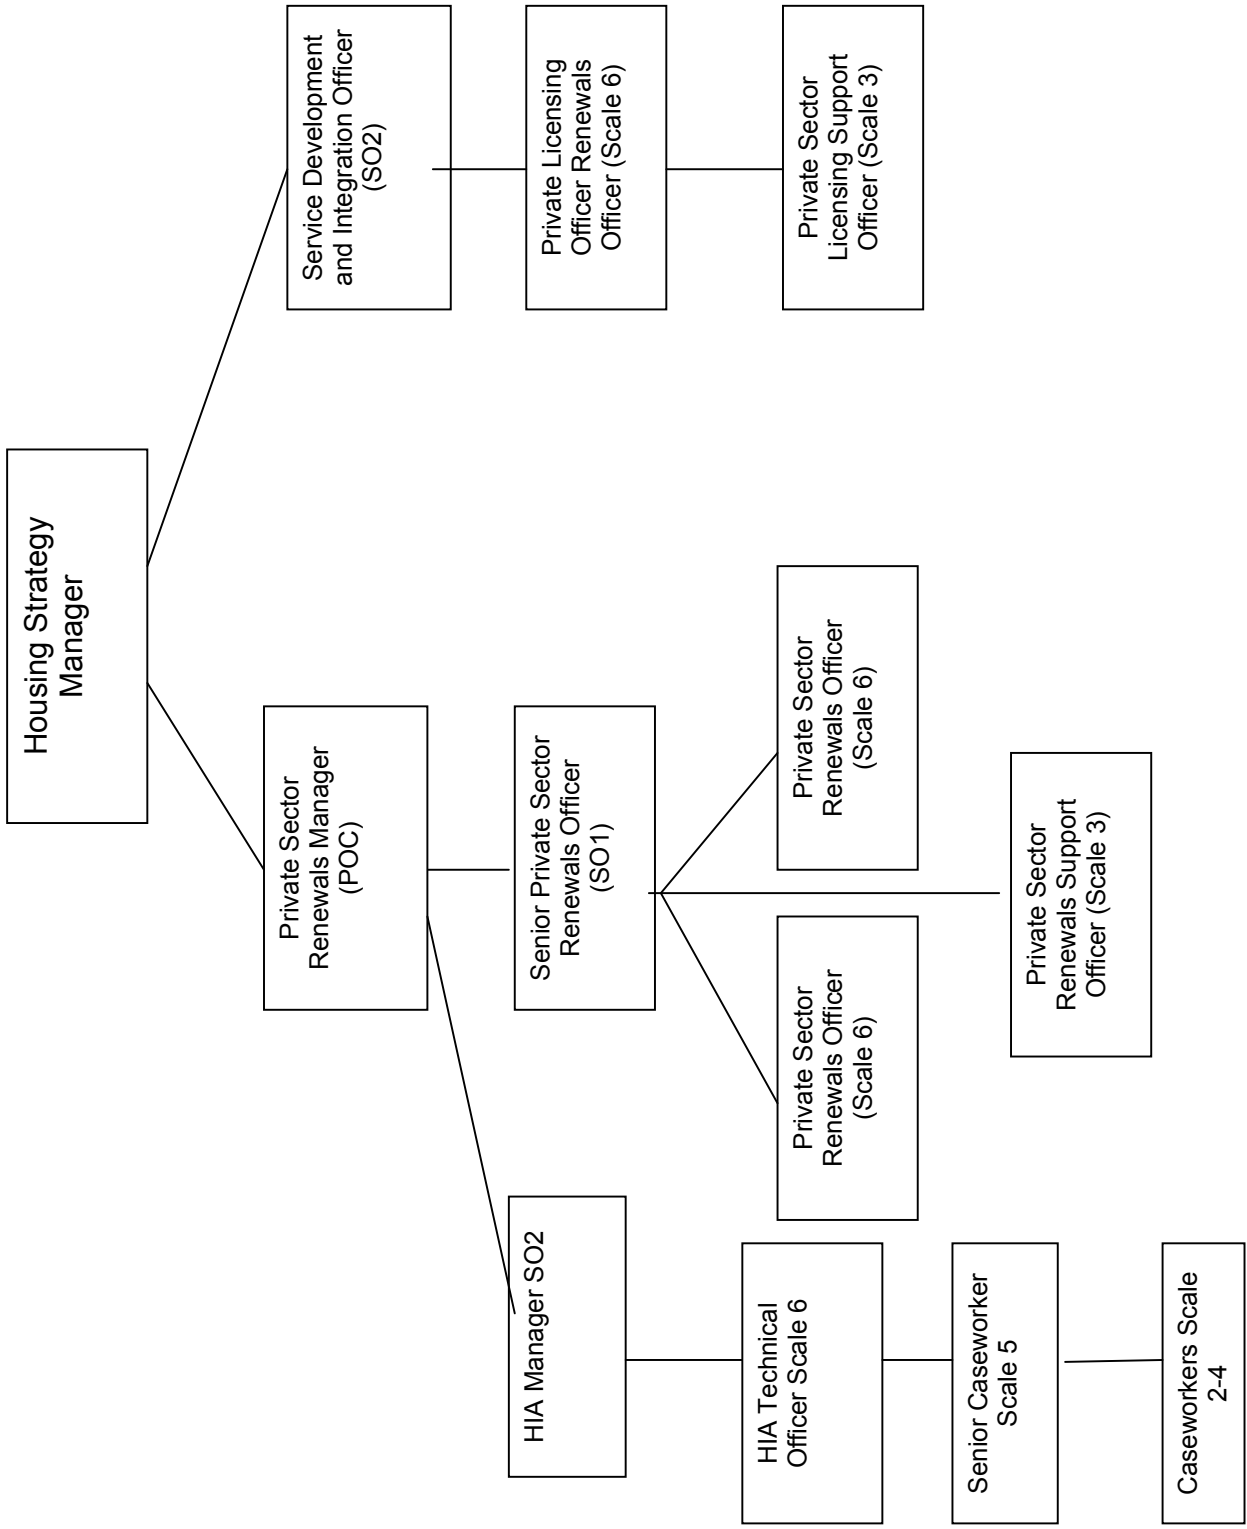 Housing Strategy
Manager
Private Sector
Renewals Manager
(POC)
Service Development
and Integration Officer
(SO2)
HIA Manager SO2
Senior Private Sector
Renewals Officer
(SO1)
Private Licensing
Officer Renewals
Officer (Scale 6)
HIA Technical
Officer Scale 6
Private Sector
Renewals Officer
(Scale 6)
Private Sector
Renewals Officer
(Scale 6)
Private Sector
Licensing Support
Officer (Scale 3)
Senior Caseworker
Scale 5
Private Sector
Renewals Support
Officer (Scale 3)
Caseworkers Scale
2-4